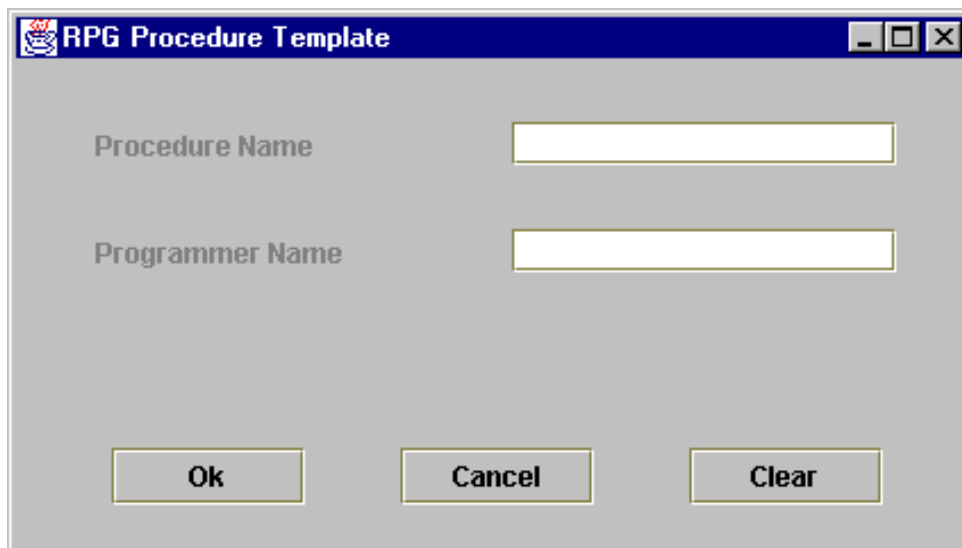 RPG Procedure Template
Procedure Name
Programmer Name
Ok Cancel Clear